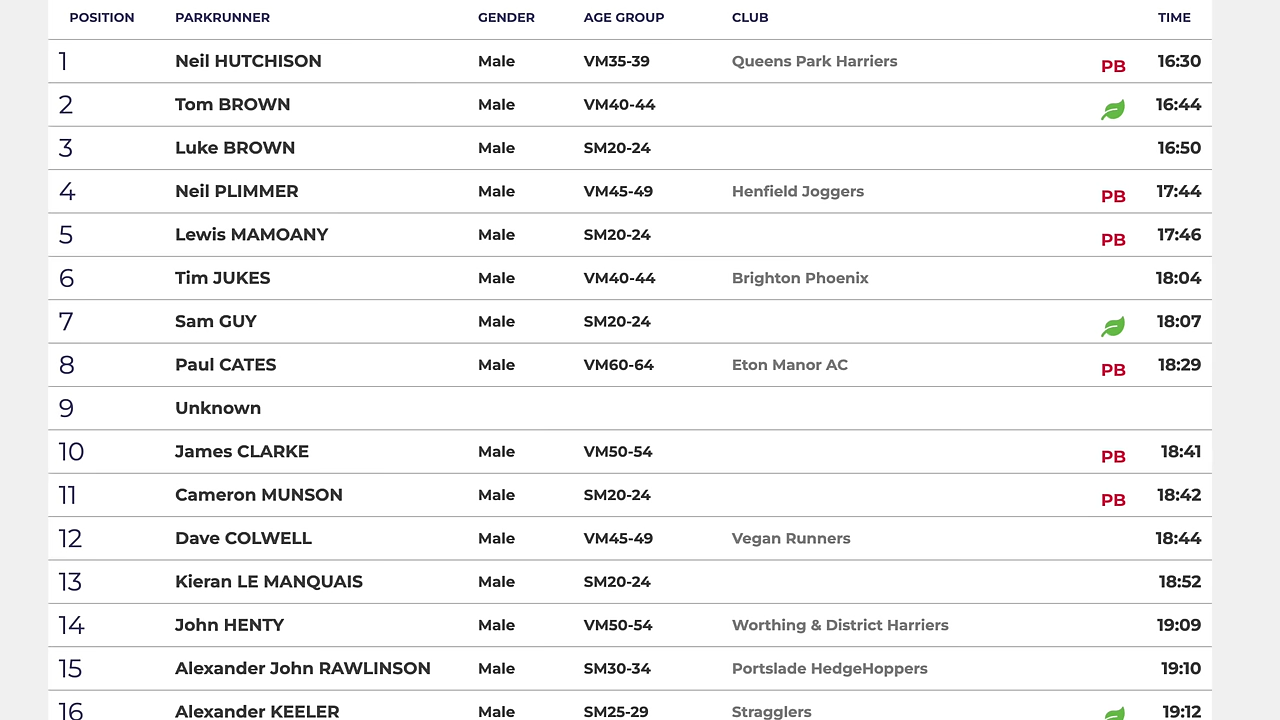 POSITION PARKRUNNER GENDER AGE GROUP CLUB TIME
1 Neil HUTCHISON Male VM35-39 Queens Park Harriers PB 16:30
2 Tom BROWN Male VM40-44 16:44
3 Luke BROWN Male SM20-24 16:50
4 Neil PLIMMER Male VM45-49 Henfield Joggers PB 17:44
5 Lewis MAMOANY Male SM20-24 PB 17:46
6 Tim JUKES Male VM40-44 Brighton Phoenix 18:04
7 Sam GUY Male SM20-24 18:07
8 Paul CATES Male VM60-64 Eton Manor AC PB 18:29
9 Unknown
10 James CLARKE Male VM50-54 PB 18:41
11 Cameron MUNSON Male SM20-24 PB 18:42
12 Dave COLWELL Male VM45-49 Vegan Runners 18:44
13 Kieran LE MANQUAIS Male SM20-24 18:52
14 John HENTY Male VM50-54 Worthing & District Harriers 19:09
15 Alexander John RAWLINSON Male SM30-34 Portslade HedgeHoppers 19:10
16 Alexander KEELER Male SM25-29 Stragglers 19:12